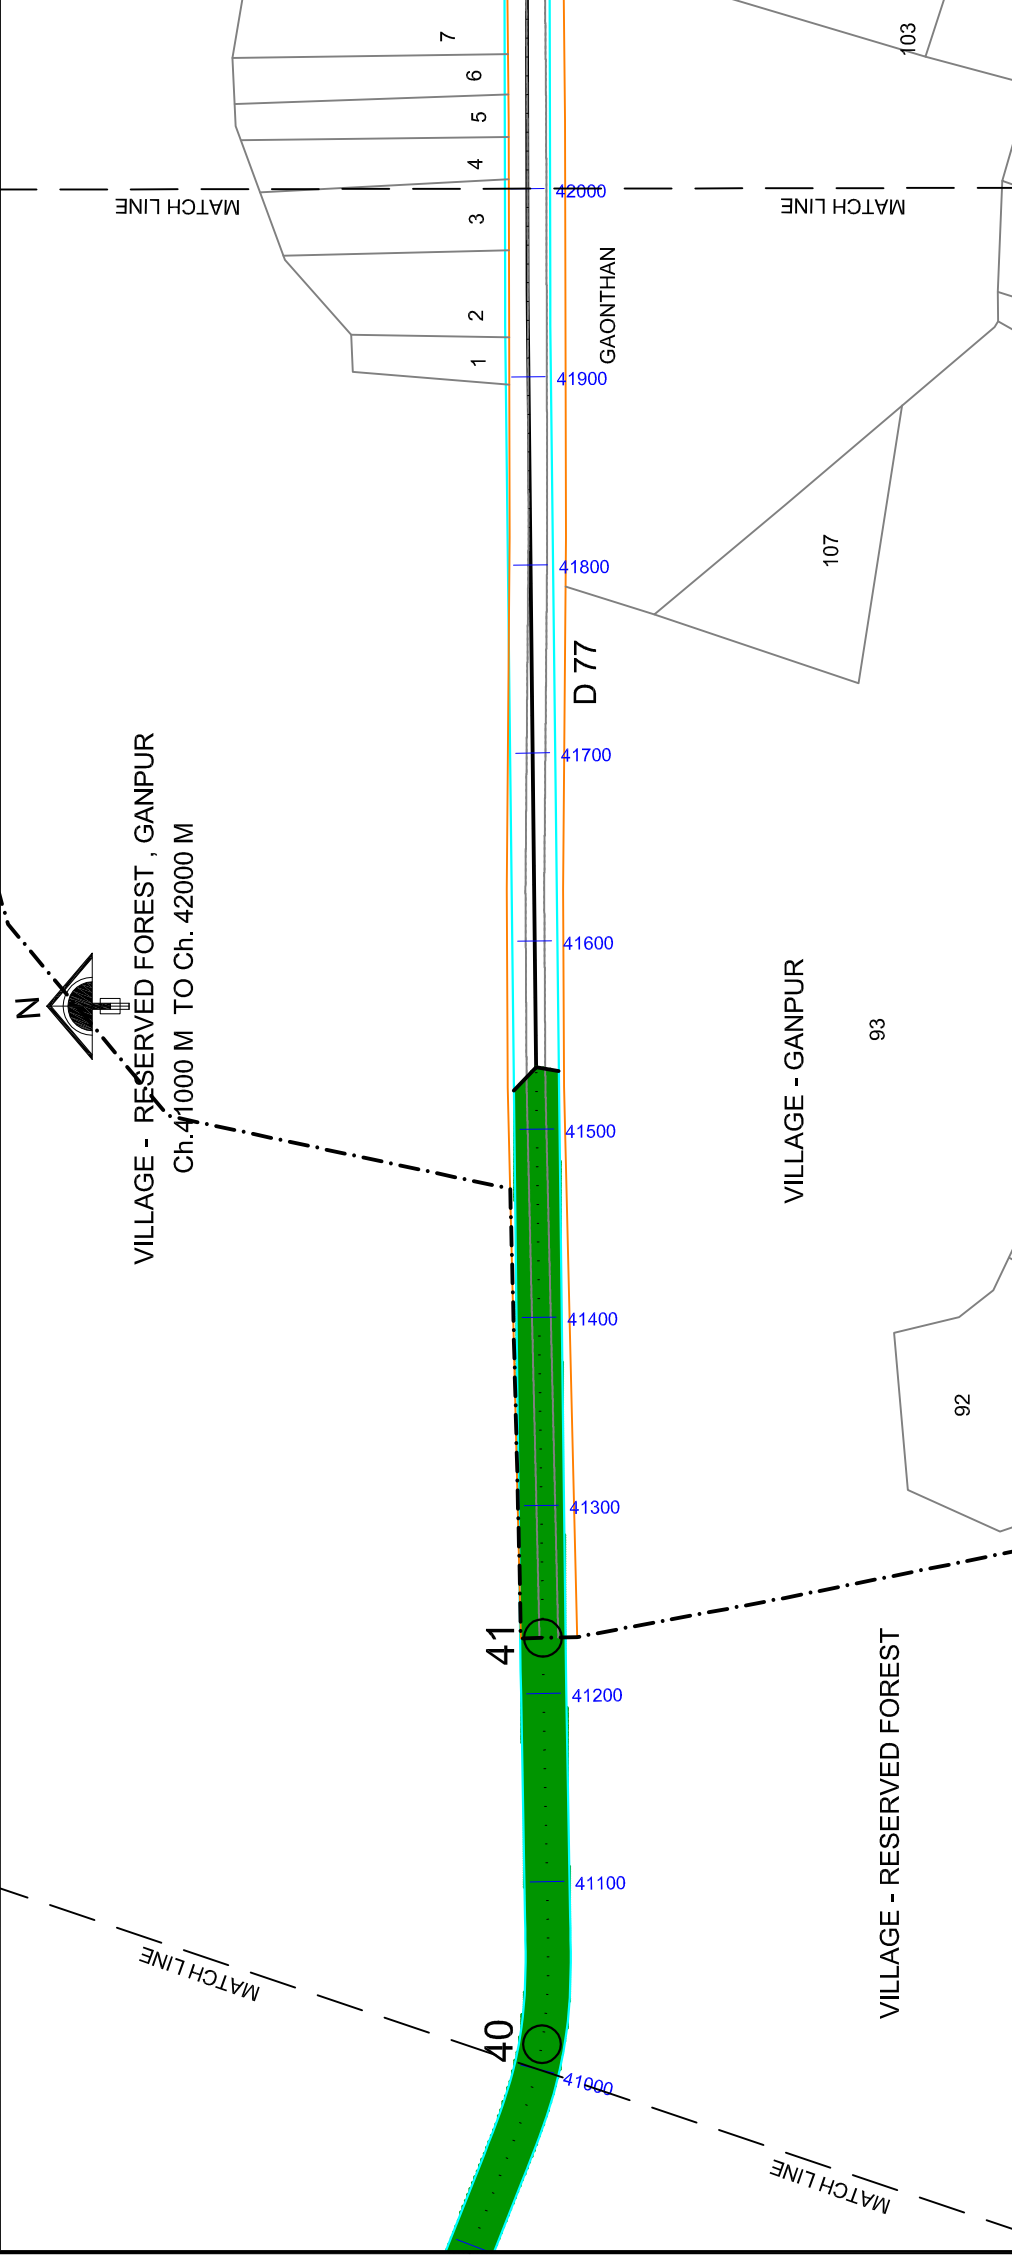 7
6
5
4
3
2
1
103
MATCH LINE
42000
MATCH LINE
GAONTHAN
41900
107
41800
D 77
41700
VILLAGE - RESERVED FOREST , GANPUR
Ch.41000 M TO Ch. 42000 M
N
41600
VILLAGE - GANPUR
93
41500
41400
92
41300
41
41200
VILLAGE - RESERVED FOREST
41100
MATCH LINE
40
41000
MATCH LINE